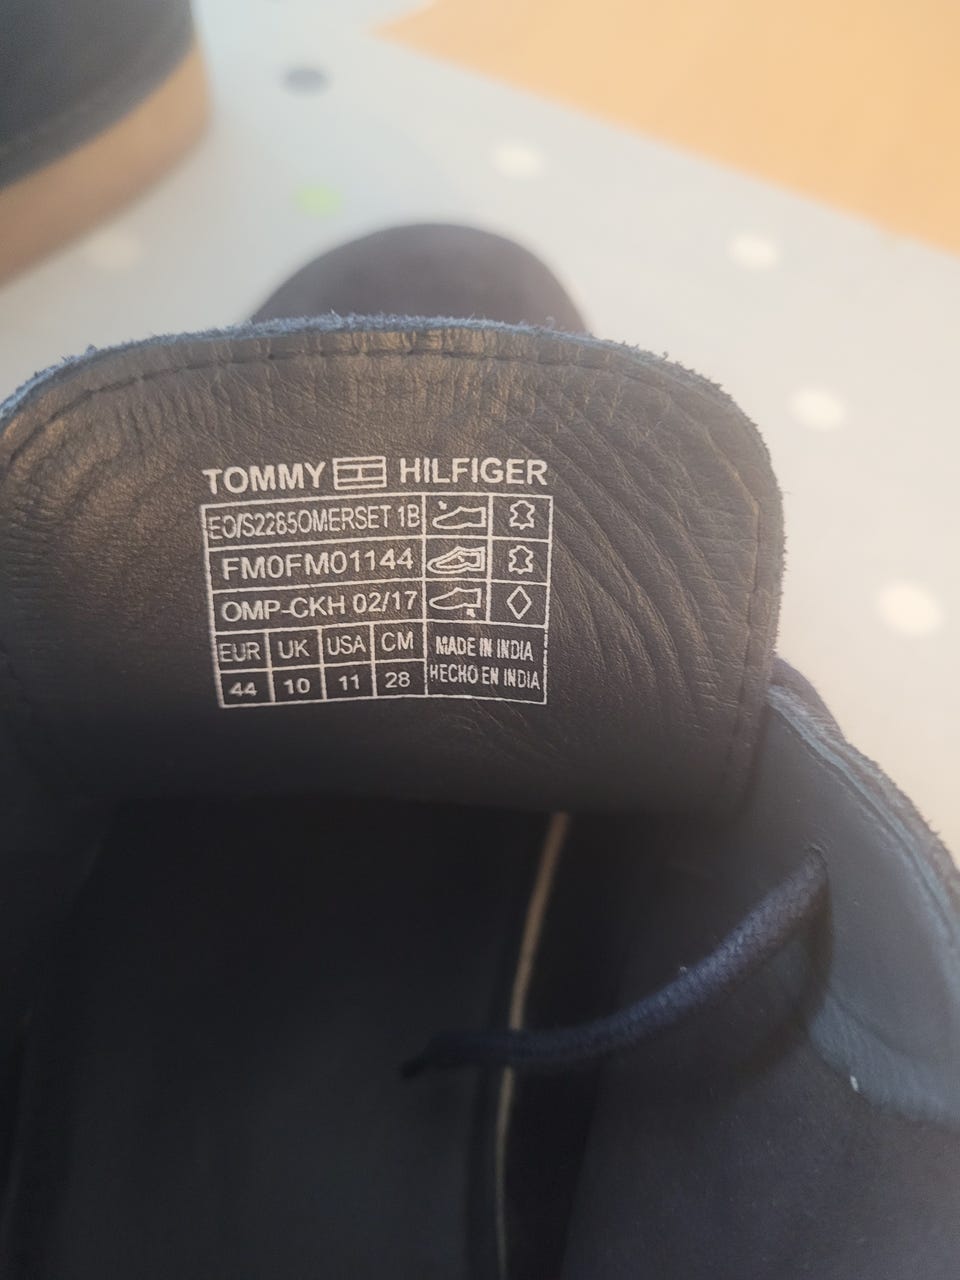 TOMMY HILFIGER
EO/S2265OMERSET 1B
FM0FM01144
OMP-CKH 02/17
EUR UK USA CM
44 10 11 28
MADE IN INDIA
HECHO EN INDIA